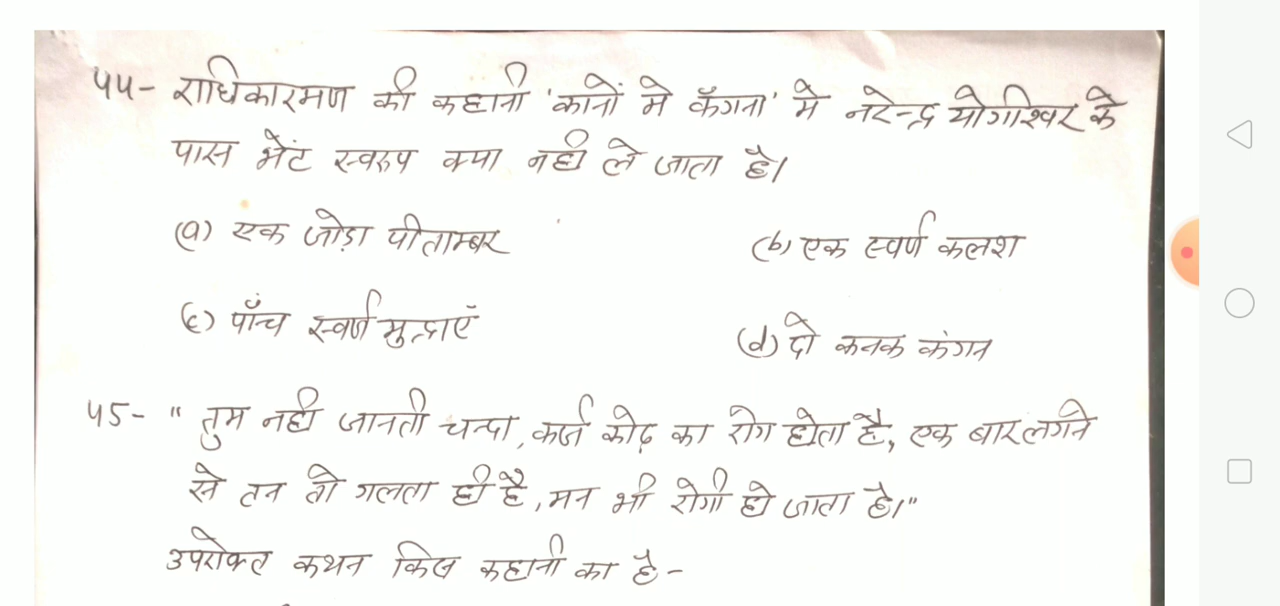 44- राधिकारमण की कहानी 'कानों मे कँगना' मे नरेन्द्र योगीश्वर के
पास भेंट स्वरुप क्या नही ले जाता है।
(a) एक जोड़ा पीताम्बर
(b) एक स्वर्ण कलश
(c) पाँच स्वर्ण मुद्राएँ
(d) दो कनक कंगन
45- " तुम नही जानती चन्दा, कर्ज कोढ़ का रोग होता है, एक बार लगने
से तन तो गलता ही है, मन भी रोगी हो जाता है।"
उपरोक्त कथन किस कहानी का है -